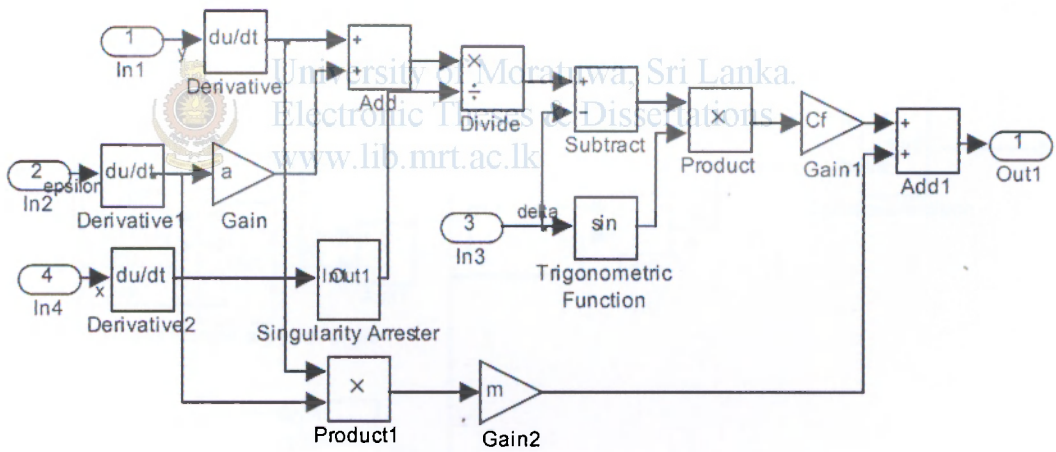 1
In1
y
du/dt
Derivative
+
+
Add
×
÷
Divide
+
−
Subtract
×
Product
Cf
Gain1
+
+
Add1
1
Out1
University of Moratuwa, Sri Lanka.
Electronic Theses & Dissertations
www.lib.mrt.ac.lk
2
In2
epsilon
du/dt
Derivative1
a
Gain
3
In3
delta
sin
Trigonometric
Function
4
In4
x
du/dt
Derivative2
Out1
Singularity Arrester
×
Product1
m
Gain2